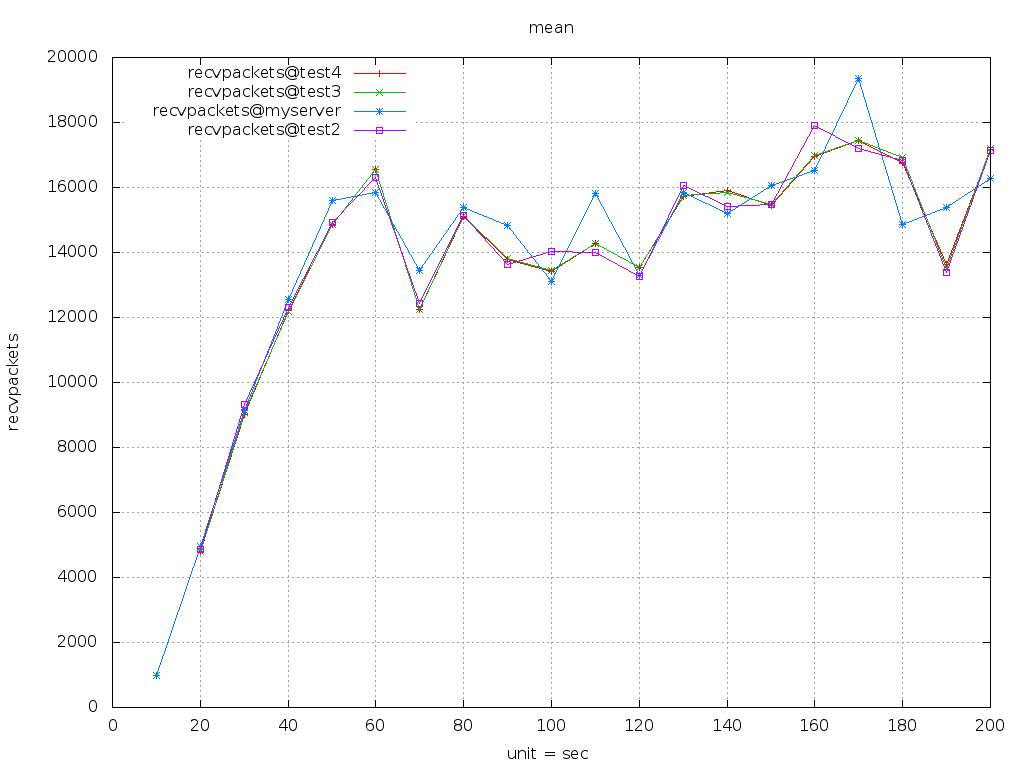 mean
20000
18000
16000
14000
12000
10000
8000
6000
4000
2000
0
recvpackets@test4
recvpackets@test3
recvpackets@myserver
recvpackets@test2
recvpackets
0 20 40 60 80 100 120 140 160 180 200
unit = sec